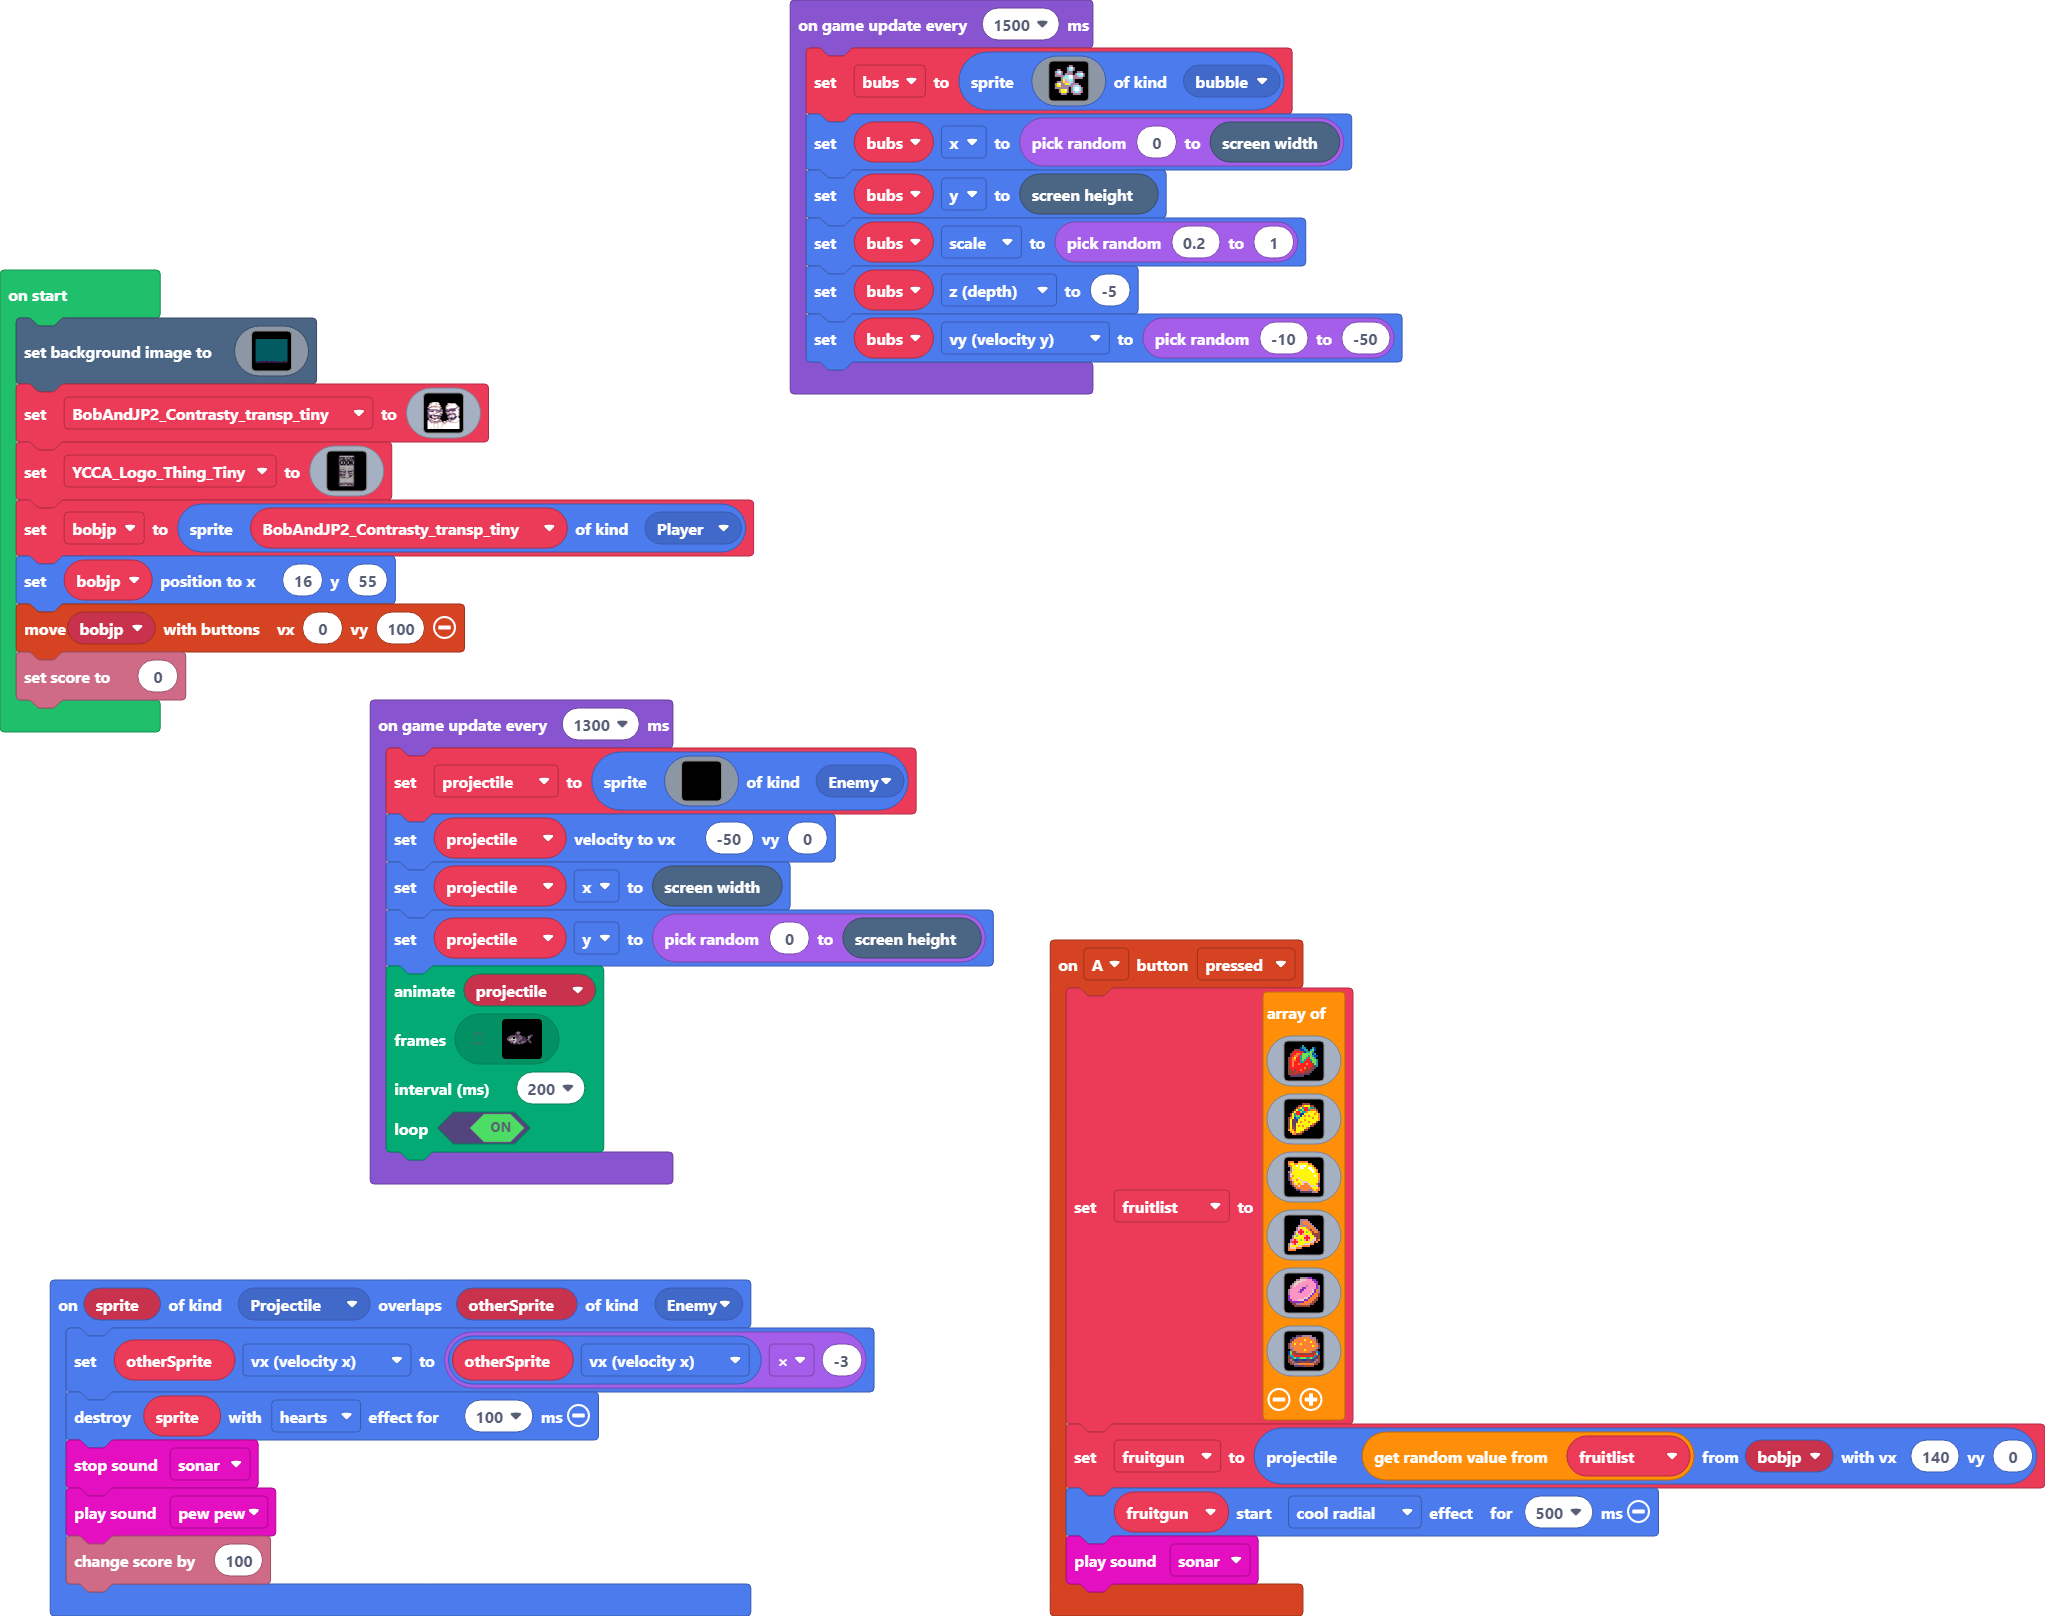 on game update every 1500 ms
set bubs to sprite of kind bubble
set bubs x to pick random 0 to screen width
set bubs y to screen height
set bubs scale to pick random 0.2 to 1
set bubs z (depth) to -5
set bubs vy (velocity y) to pick random -10 to -50
on start
set background image to
set BobAndJP2_Contrasty_transp_tiny to
set YCCA_Logo_Thing_Tiny to
set bobjp to sprite BobAndJP2_Contrasty_transp_tiny of kind Player
set bobjp position to x 16 y 55
move bobjp with buttons vx 0 vy 100
set score to 0
on game update every 1300 ms
set projectile to sprite of kind Enemy
set projectile velocity to vx -50 vy 0
set projectile x to screen width
set projectile y to pick random 0 to screen height
animate projectile
frames
interval (ms) 200
loop ON
on A button pressed
array of
set fruitlist to
set fruitgun to projectile get random value from fruitlist from bobjp with vx 140 vy 0
fruitgun start cool radial effect for 500 ms
play sound sonar
on sprite of kind Projectile overlaps otherSprite of kind Enemy
set otherSprite vx (velocity x) to otherSprite vx (velocity x) × -3
destroy sprite with hearts effect for 100 ms
stop sound sonar
play sound pew pew
change score by 100